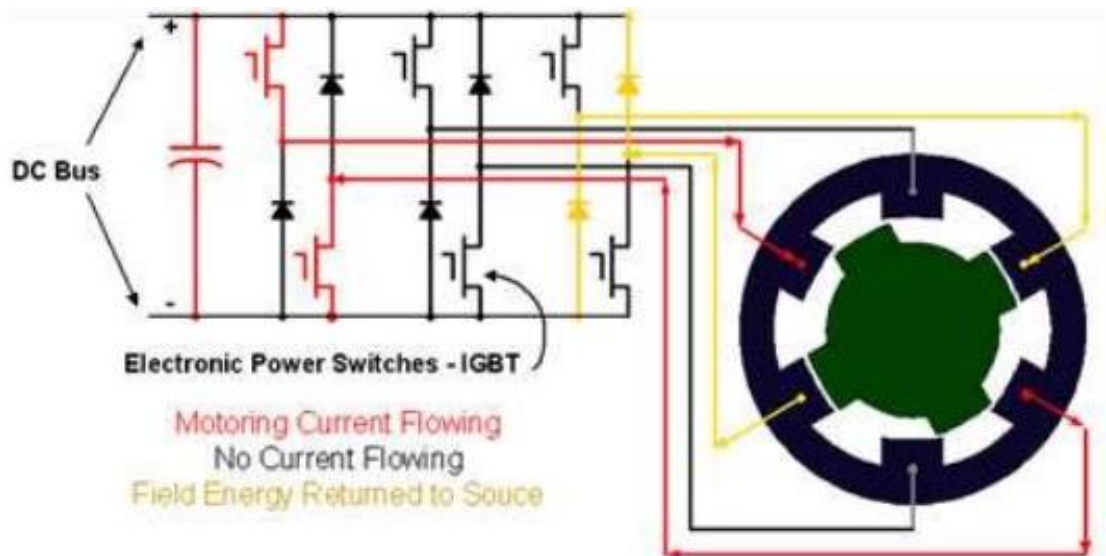 +
DC Bus
-
Electronic Power Switches - IGBT
Motoring Current Flowing
No Current Flowing
Field Energy Returned to Souce